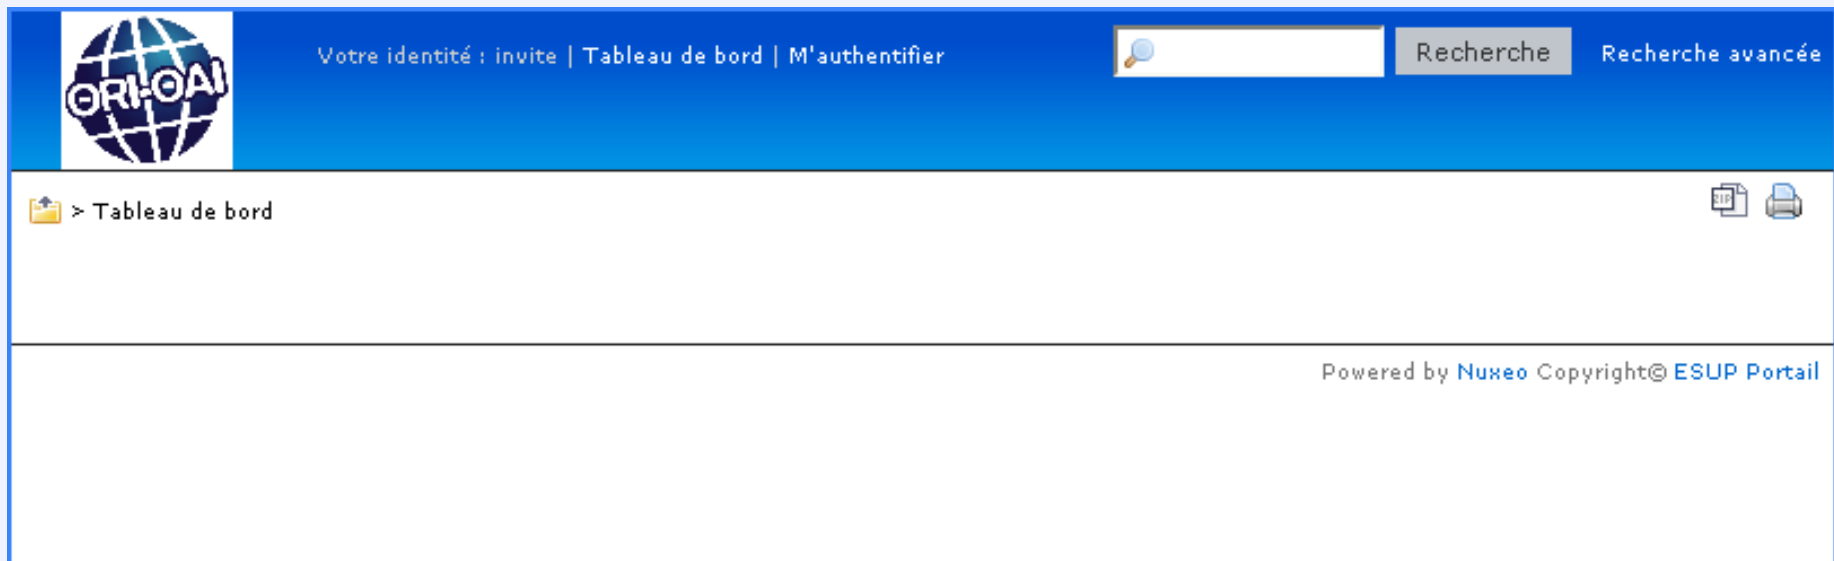 ORI-OAI
Votre identité : invite | Tableau de bord | M'authentifier
Recherche
Recherche avancée
> Tableau de bord
ZIP
Powered by Nuxeo Copyright© ESUP Portail